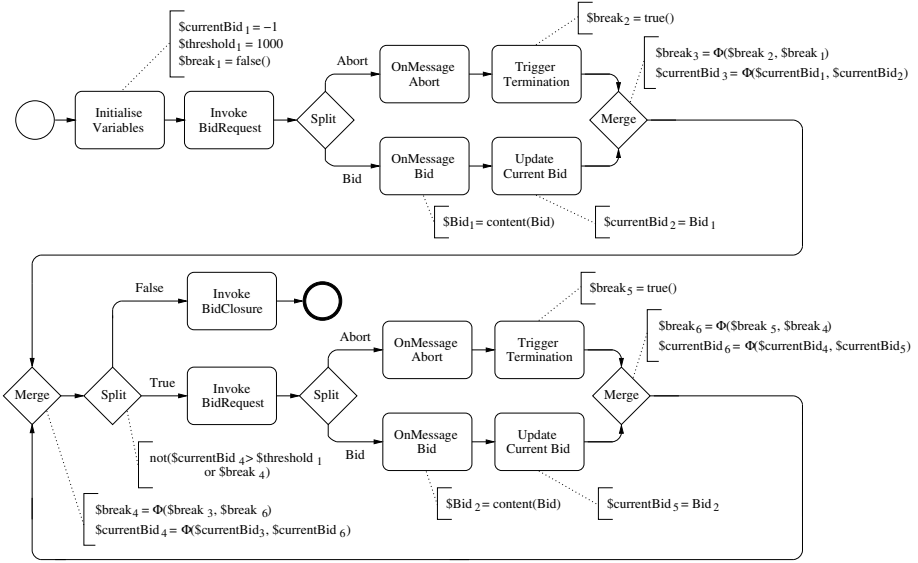 $currentBid₁ = −1
$threshold₁ = 1000
$break₁ = false()
$break₂ = true()
$break₃ = Φ($break₂, $break₁)
$currentBid₃ = Φ($currentBid₁, $currentBid₂)
Initialise
Variables
Invoke
BidRequest
Split
Abort
OnMessage
Abort
Trigger
Termination
Merge
Bid
OnMessage
Bid
Update
Current Bid
$Bid₁ = content(Bid)
$currentBid₂ = Bid₁
False
Invoke
BidClosure
$break₅ = true()
$break₆ = Φ($break₅, $break₄)
$currentBid₆ = Φ($currentBid₄, $currentBid₅)
Merge
Split
True
Invoke
BidRequest
Split
Abort
OnMessage
Abort
Trigger
Termination
Merge
Bid
OnMessage
Bid
Update
Current Bid
not($currentBid₄> $threshold₁
or $break₄)
$Bid₂ = content(Bid)
$currentBid₅ = Bid₂
$break₄ = Φ($break₃, $break₆)
$currentBid₄ = Φ($currentBid₃, $currentBid₆)